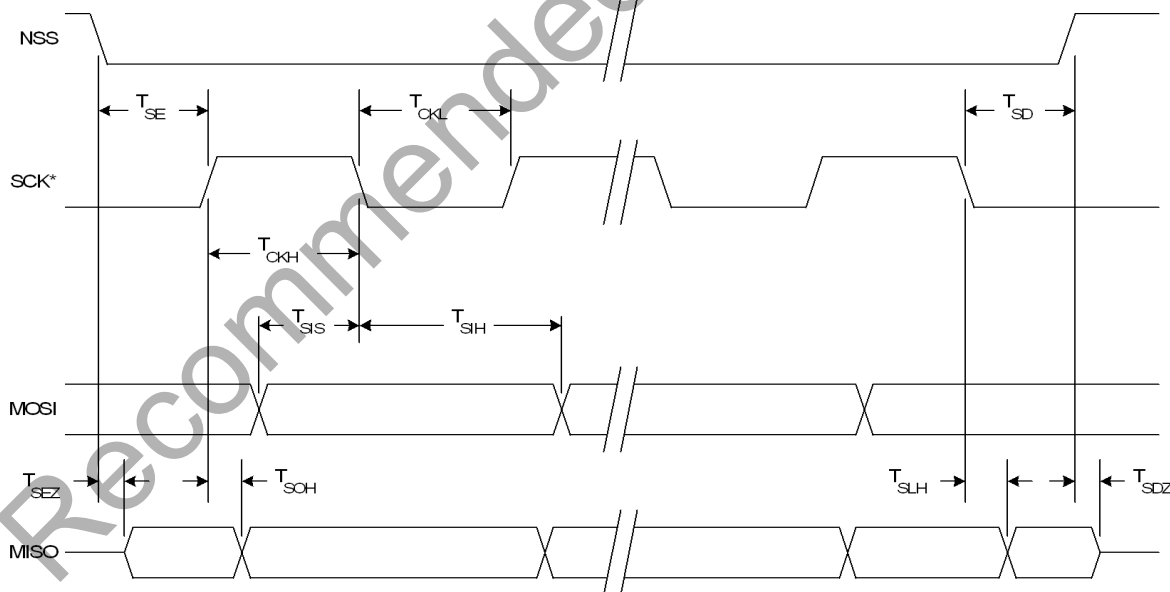 NSS
T SE
T CKL
T SD
SCK*
T CKH
T SIS
T SIH
MOSI
T SEZ
T SOH
T SLH
T SDZ
MISO
Recommended